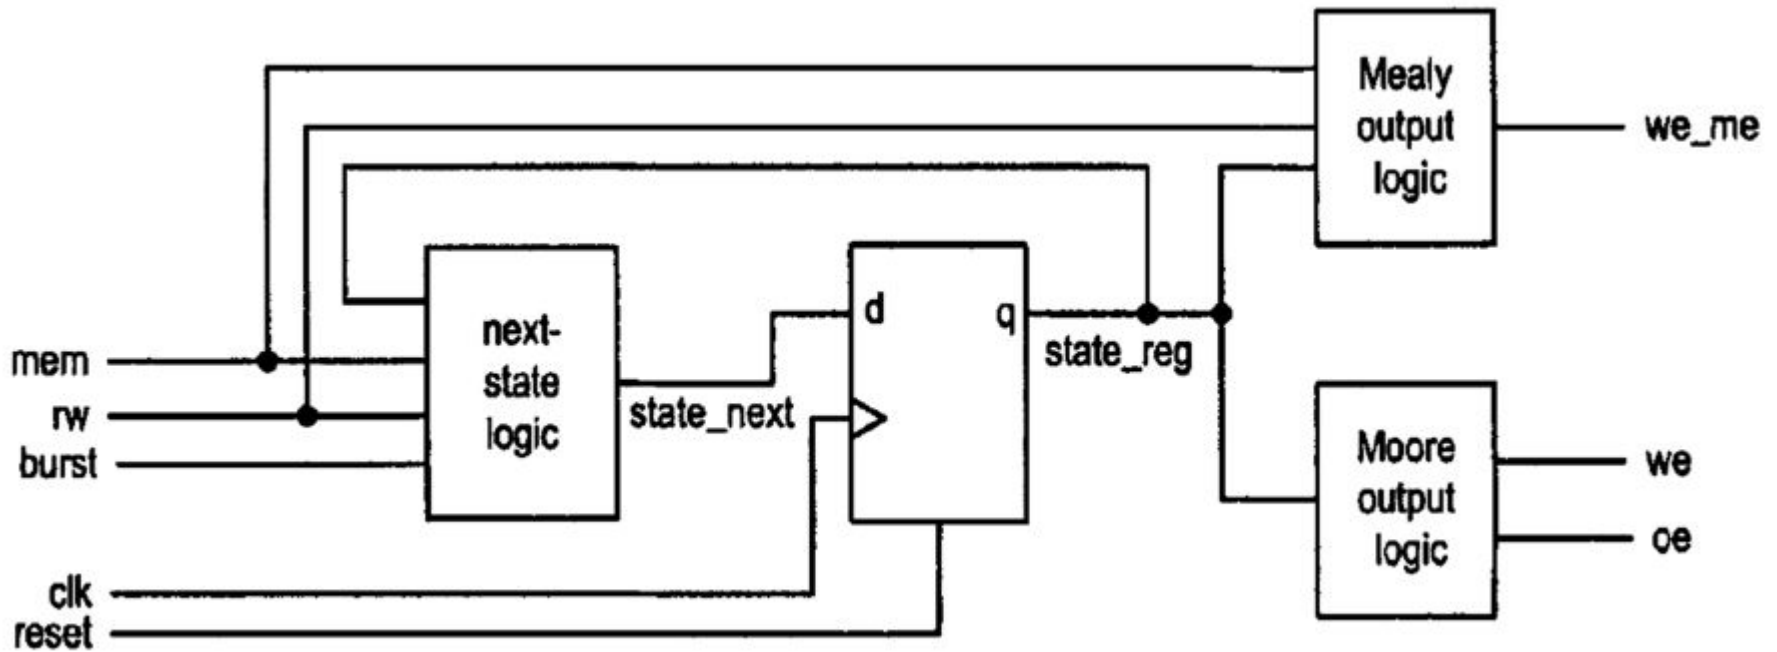 Mealy
output
logic
we_me
next-
state
logic
d
q
mem
rw
burst
state_next
state_reg
Moore
output
logic
we
oe
clk
reset